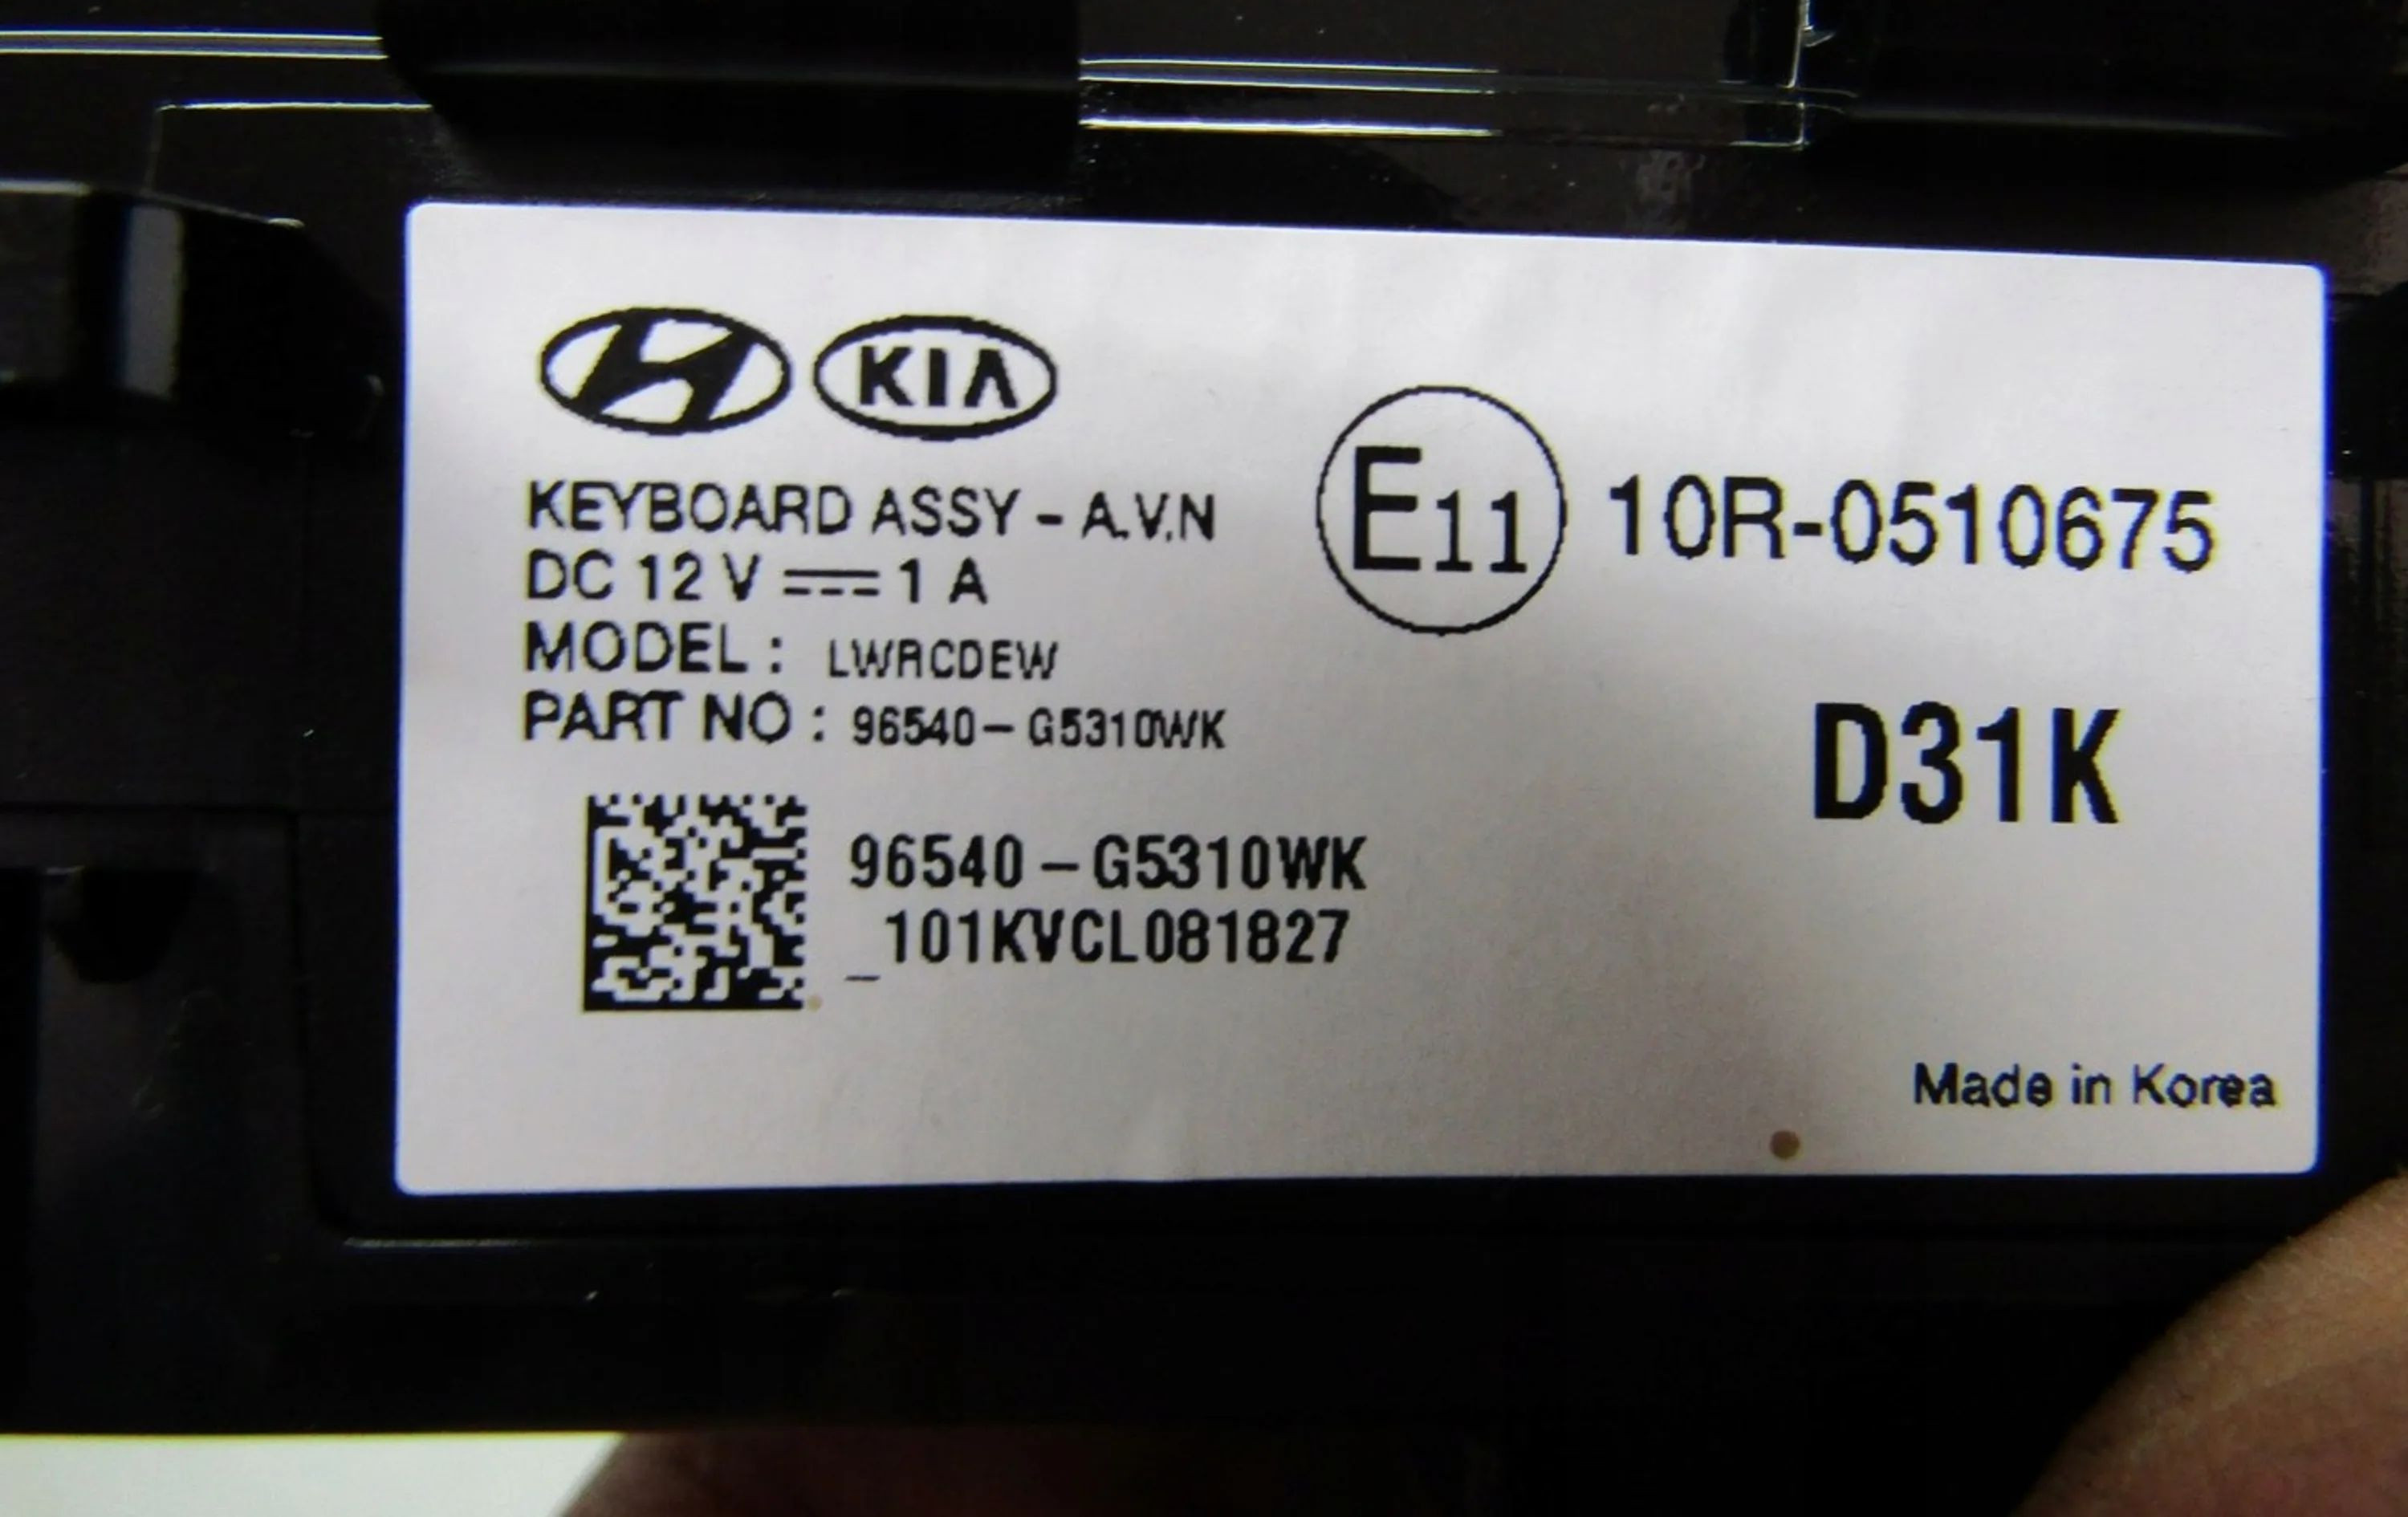 KIA
KEYBOARD ASSY - A.V.N
DC 12 V ⎓ 1 A
MODEL : LWRCDEW
PART NO : 96540-G5310WK
E11 10R-0510675
D31K
96540-G5310WK
_101KVCL081827
Made in Korea